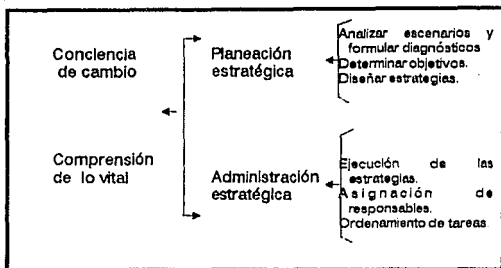 Conciencia
de cambio
Planeación
estratégica
Analizar escenarios y
formular diagnósticos
Determinar objetivos.
Diseñar estrategias.
Comprensión
de lo vital
Administración
estratégica
Ejecución de las
estrategias.
Asignación de
responsables.
Ordenamiento de tareas